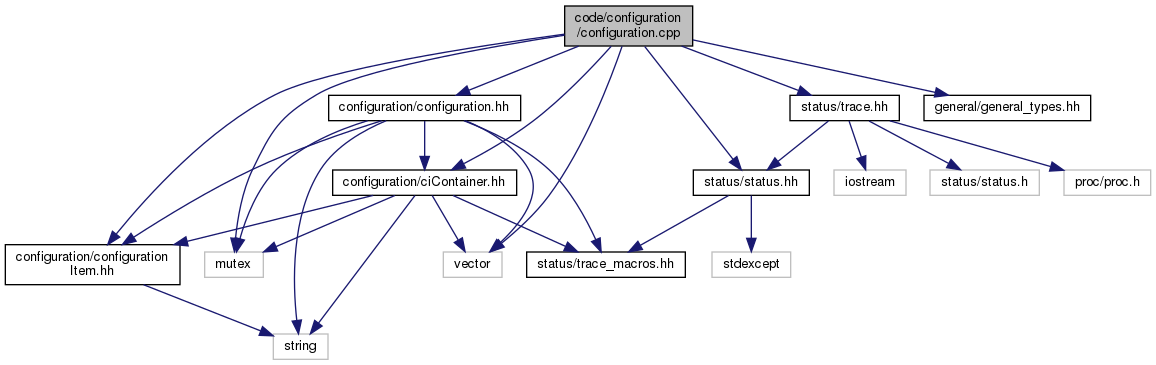 code/configuration
/configuration.cpp
configuration/configuration.hh
status/trace.hh
general/general_types.hh
configuration/ciContainer.hh
status/status.hh
iostream
status/status.h
proc/proc.h
configuration/configuration
Item.hh
mutex
vector
status/trace_macros.hh
stdexcept
string